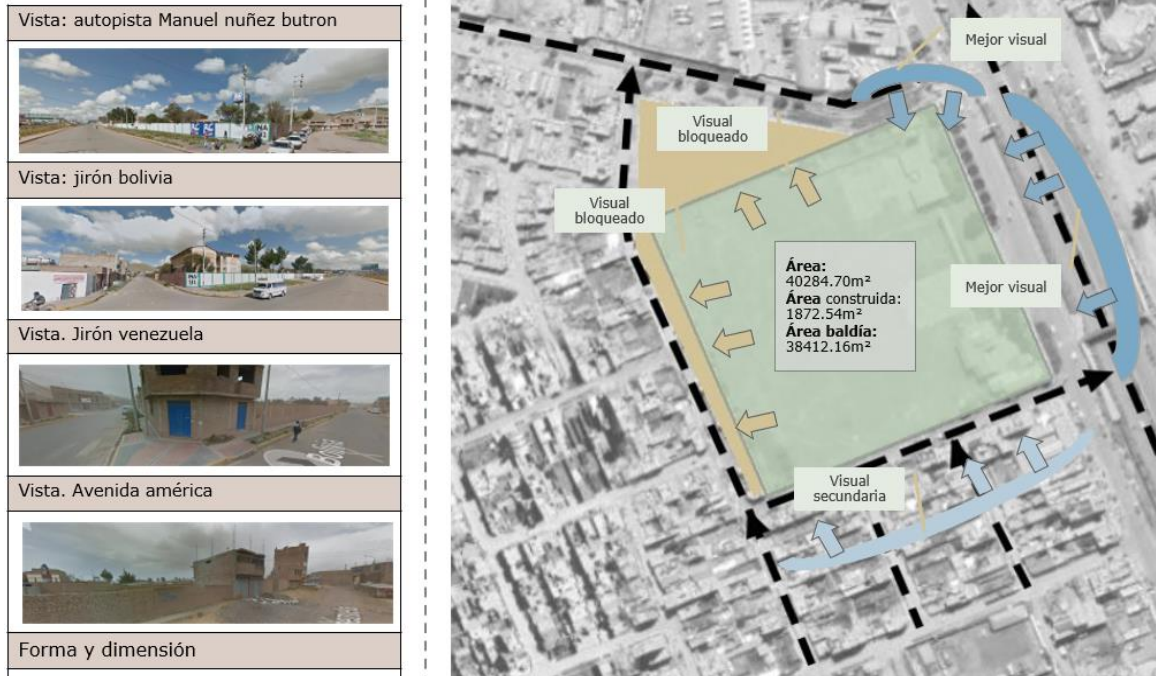 Vista: autopista Manuel nuñez butron
Vista: jirón bolivia
Vista. Jirón venezuela
Bolivia
Vista. Avenida américa
Forma y dimensión
Mejor visual
Visual
bloqueado
Visual
bloqueado
Área:
40284.70m²
Área construida:
1872.54m²
Área baldía:
38412.16m²
Mejor visual
Visual
secundaria